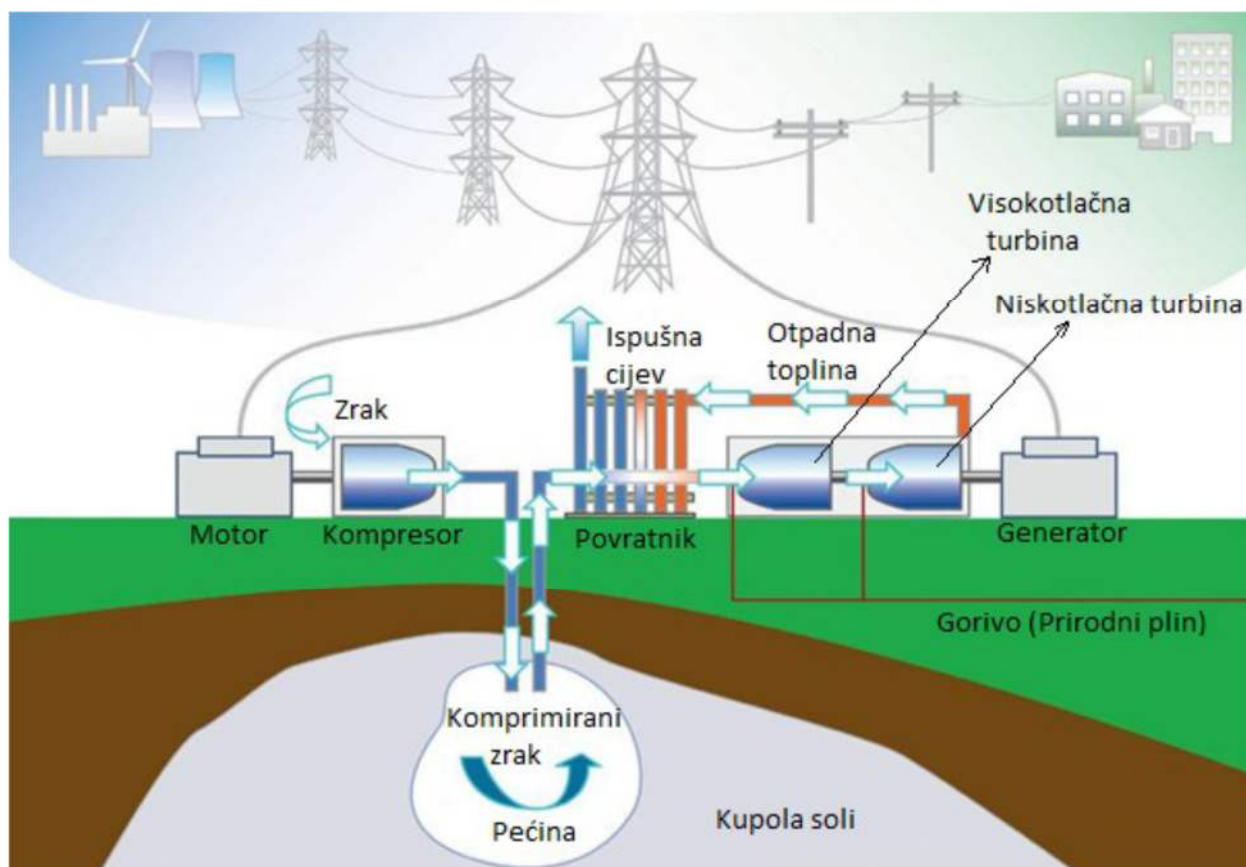 Visokotlačna
turbina
Niskotlačna turbina
Ispušna
cijev
Otpadna
toplina
Zrak
Motor
Kompresor
Povratnik
Generator
Gorivo (Prirodni plin)
Komprimirani
zrak
Pećina
Kupola soli